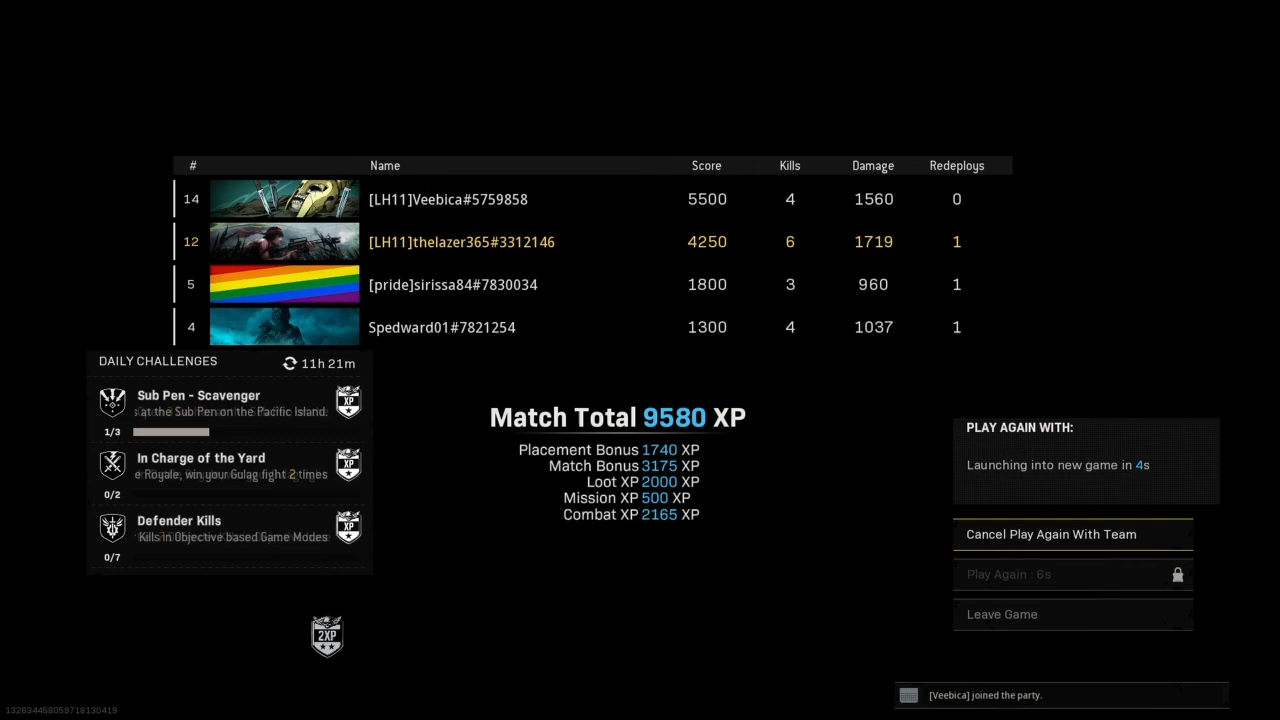 # Name Score Kills Damage Redeploys
14 [LH11]Veebica#5759858 5500 4 1560 0
12 [LH11]thelazer365#3312146 4250 6 1719 1
5 [pride]sirissa84#7830034 1800 3 960 1
4 Spedward01#7821254 1300 4 1037 1
DAILY CHALLENGES 11h 21m
Sub Pen - Scavenger
at the Sub Pen on the Pacific Island.
XP
1/3
In Charge of the Yard
Royale, win your Gulag fight 2 times
XP
0/2
Defender Kills
Kills in Objective based Game Modes
XP
0/7
2XP
Match Total 9580 XP
Placement Bonus 1740 XP
Match Bonus 3175 XP
Loot XP 2000 XP
Mission XP 500 XP
Combat XP 2165 XP
PLAY AGAIN WITH:
Launching into new game in 4s
Cancel Play Again With Team
Play Again : 6s
Leave Game
[Veebica] joined the party.
132634458059718130419